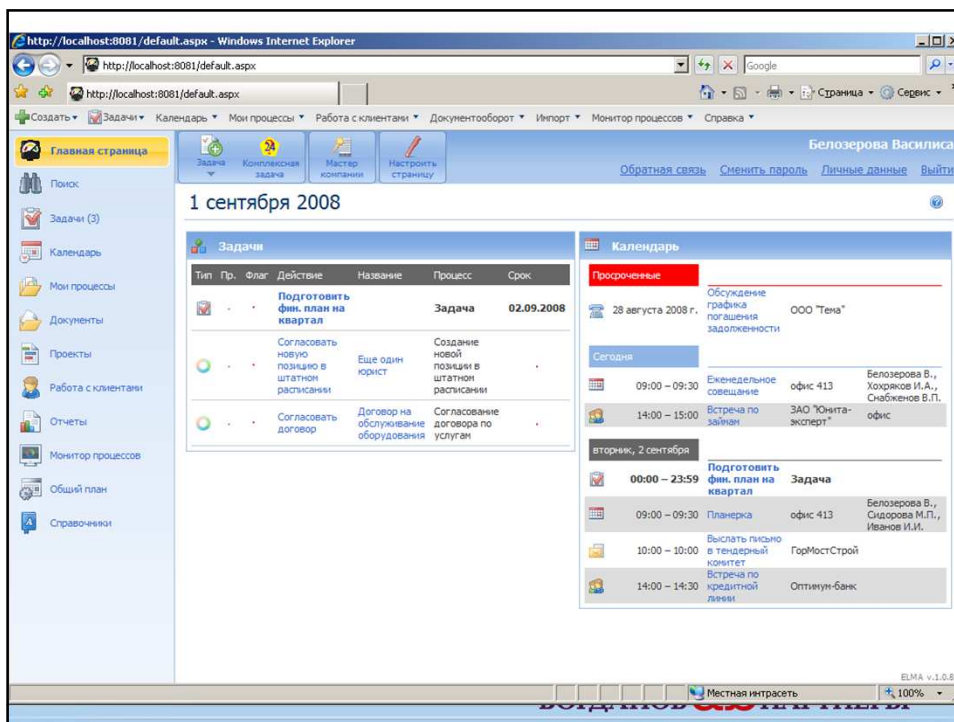 http://localhost:8081/default.aspx - Windows Internet Explorer
http://localhost:8081/default.aspx
Google
http://localhost:8081/default.aspx
Страница
Сервис
Создать
Задачи
Календарь
Мои процессы
Работа с клиентами
Документооборот
Импорт
Монитор процессов
Справка
Главная страница
Поиск
Задачи (3)
Календарь
Мои процессы
Документы
Проекты
Работа с клиентами
Отчеты
Монитор процессов
Общий план
Справочники
Задача
Комплексная
задача
Мастер
компании
Настроить
страницу
Белозерова Василиса
Обратная связь Сменить пароль Личные данные Выйти
1 сентября 2008
Задачи
Тип Пр. Флаг Действие Название Процесс Срок
Подготовить
фин. план на
квартал
Задача
02.09.2008
Согласовать
новую
позицию в
штатном
расписании
Еще один
юрист
Создание
новой
позиции в
штатном
расписании
Согласовать
договор
Договор на
обслуживание
оборудования
Согласование
договора по
услугам
Календарь
Просроченные
28 августа 2008 г.
Обсуждение
графика
погашения
задолженности
ООО "Тема"
Сегодня
09:00 – 09:30
Еженедельное
совещание
офис 413
Белозерова В.,
Хохряков И.А.,
Снабженов В.П.
14:00 – 15:00
Встреча по
займам
ЗАО "Юнита-
эксперт"
офис
вторник, 2 сентября
00:00 – 23:59
Подготовить
фин. план на
квартал
Задача
09:00 – 09:30
Планерка
офис 413
Белозерова В.,
Сидорова М.П.,
Иванов И.И.
10:00 – 10:00
Выслать письмо
в тендерный
комитет
ГорМостСтрой
14:00 – 14:30
Встреча по
кредитной
линии
Оптимум-банк
ELMA v.1.0.8
Местная интрасеть
100%